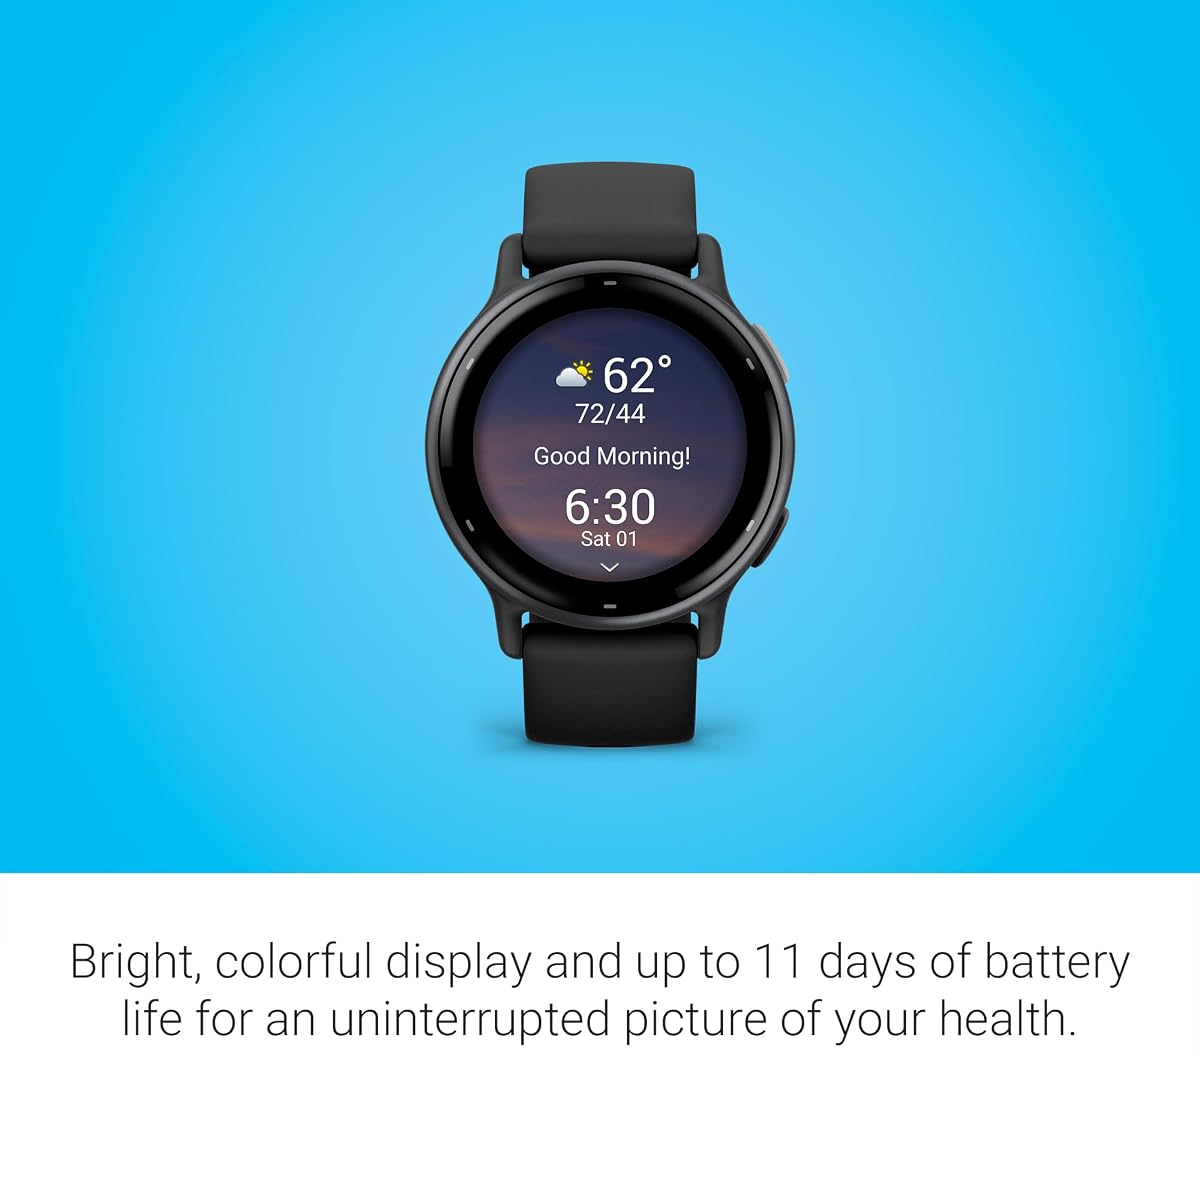 62°
72/44
Good Morning!
6:30
Sat 01
Bright, colorful display and up to 11 days of battery
life for an uninterrupted picture of your health.